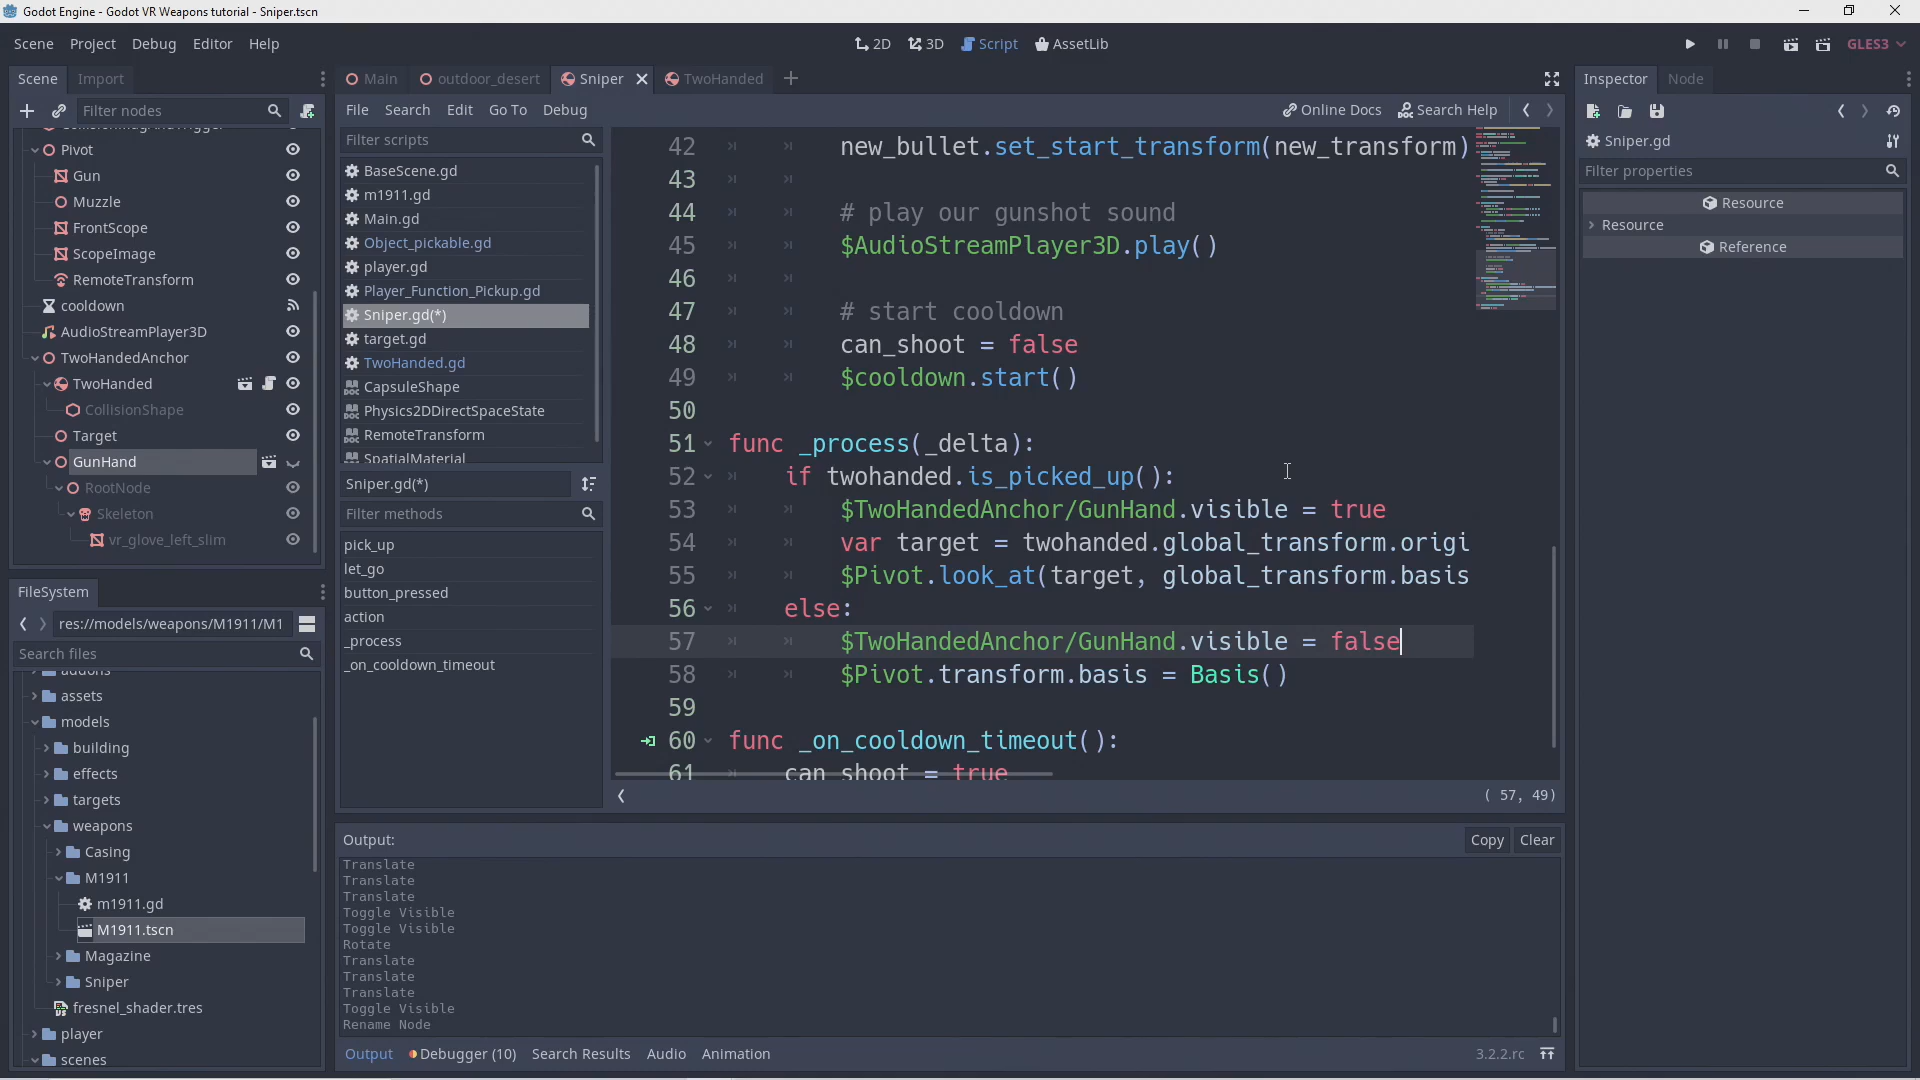 Godot Engine - Godot VR Weapons tutorial - Sniper.tscn
Scene Project Debug Editor Help
2D 3D Script AssetLib
GLES3
Scene Import
Filter nodes
Pivot
Gun
Muzzle
FrontScope
ScopeImage
RemoteTransform
cooldown
AudioStreamPlayer3D
TwoHandedAnchor
TwoHanded
CollisionShape
Target
GunHand
RootNode
Skeleton
vr_glove_left_slim
FileSystem
res://models/weapons/M1911/M1
Search files
addons
assets
models
building
effects
targets
weapons
Casing
M1911
m1911.gd
M1911.tscn
Magazine
Sniper
fresnel_shader.tres
player
scenes
Main outdoor_desert Sniper TwoHanded
File Search Edit Go To Debug
Online Docs Search Help
Filter scripts
BaseScene.gd
m1911.gd
Main.gd
Object_pickable.gd
player.gd
Player_Function_Pickup.gd
Sniper.gd(*)
target.gd
TwoHanded.gd
CapsuleShape
Physics2DDirectSpaceState
RemoteTransform
SpatialMaterial
Sniper.gd(*)
Filter methods
pick_up
let_go
button_pressed
action
_process
_on_cooldown_timeout
42 new_bullet.set_start_transform(new_transform)
43
44 # play our gunshot sound
45 $AudioStreamPlayer3D.play()
46
47 # start cooldown
48 can_shoot = false
49 $cooldown.start()
50
51 func _process(_delta):
52 if twohanded.is_picked_up():
53 $TwoHandedAnchor/GunHand.visible = true
54 var target = twohanded.global_transform.origi
55 $Pivot.look_at(target, global_transform.basis
56 else:
57 $TwoHandedAnchor/GunHand.visible = false
58 $Pivot.transform.basis = Basis()
59
60 func _on_cooldown_timeout():
61 can_shoot = true
( 57, 49)
Output:
Copy Clear
Translate
Translate
Translate
Toggle Visible
Toggle Visible
Rotate
Translate
Translate
Translate
Toggle Visible
Rename Node
Output Debugger (10) Search Results Audio Animation
3.2.2.rc
Inspector Node
Sniper.gd
Filter properties
Resource
Resource
Reference